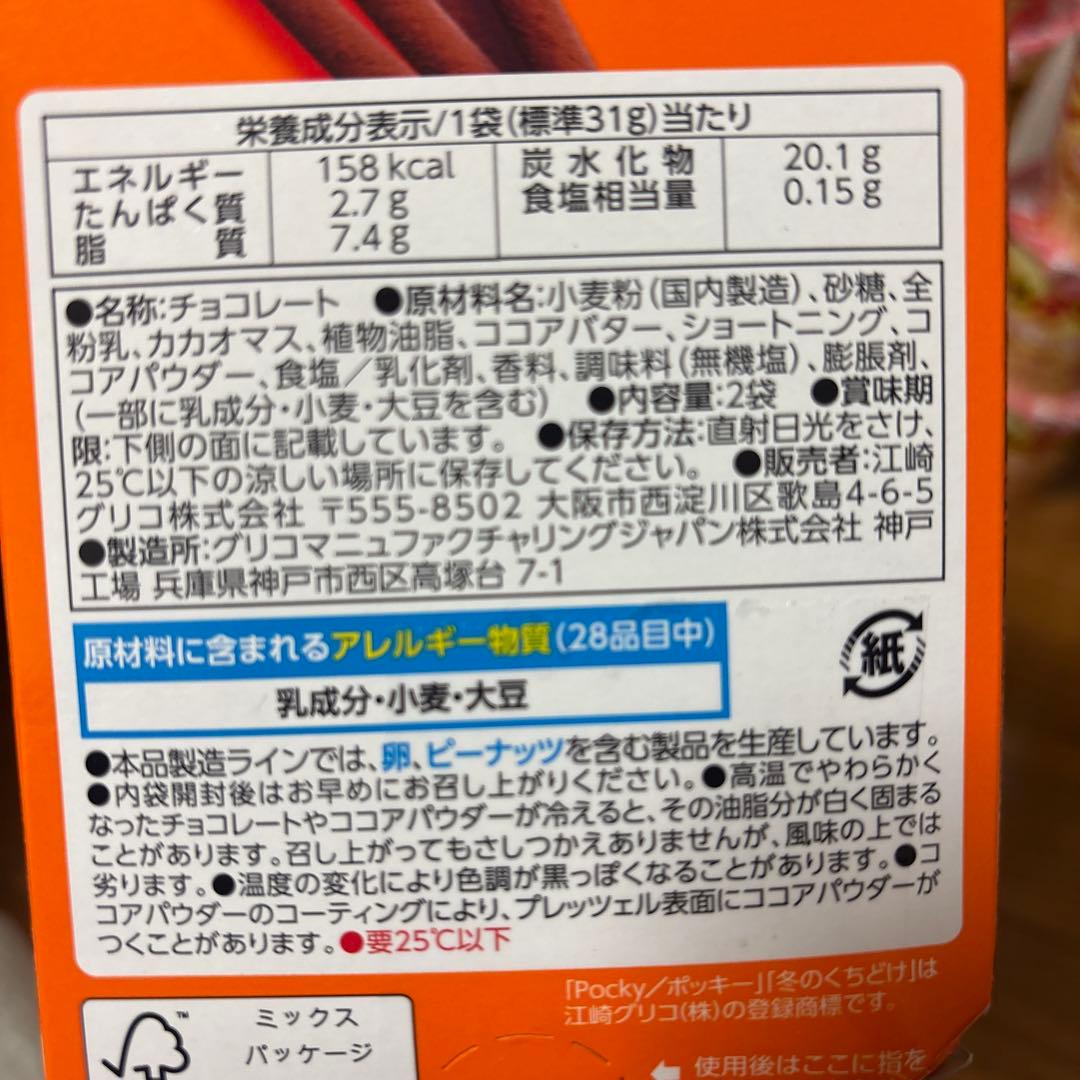 栄養成分表示/1袋(標準31g)当たり
エネルギー 158 kcal 炭水化物 20.1 g
たんぱく質 2.7 g 食塩相当量 0.15 g
脂質 7.4 g
●名称:チョコレート ●原材料名:小麦粉(国内製造)、砂糖、全
粉乳、カカオマス、植物油脂、ココアバター、ショートニング、コ
コアパウダー、食塩/乳化剤、香料、調味料(無機塩)、膨脹剤、
(一部に乳成分・小麦・大豆を含む) ●内容量:2袋 ●賞味期
限:下側の面に記載しています。 ●保存方法:直射日光をさけ、
25℃以下の涼しい場所に保存してください。 ●販売者:江崎
グリコ株式会社 〒555-8502 大阪市西淀川区歌島4-6-5
●製造所:グリコマニュファクチャリングジャパン株式会社 神戸
工場 兵庫県神戸市西区高塚台 7-1
原材料に含まれるアレルギー物質(28品目中)
乳成分・小麦・大豆
紙
●本品製造ラインでは、卵、ピーナッツを含む製品を生産しています。
●内袋開封後はお早めにお召し上がりください。●高温でやわらかく
なったチョコレートやココアパウダーが冷えると、その油脂分が白く固まる
ことがあります。召し上がってもさしつかえありませんが、風味の上では
劣ります。●温度の変化により色調が黒っぽくなることがあります。●コ
コアパウダーのコーティングにより、プレッツェル表面にココアパウダーが
つくことがあります。●要25℃以下
「Pocky/ポッキー」「冬のくちどけ」は
江崎グリコ(株)の登録商標です。
TM
ミックス
パッケージ
使用後はここに指を